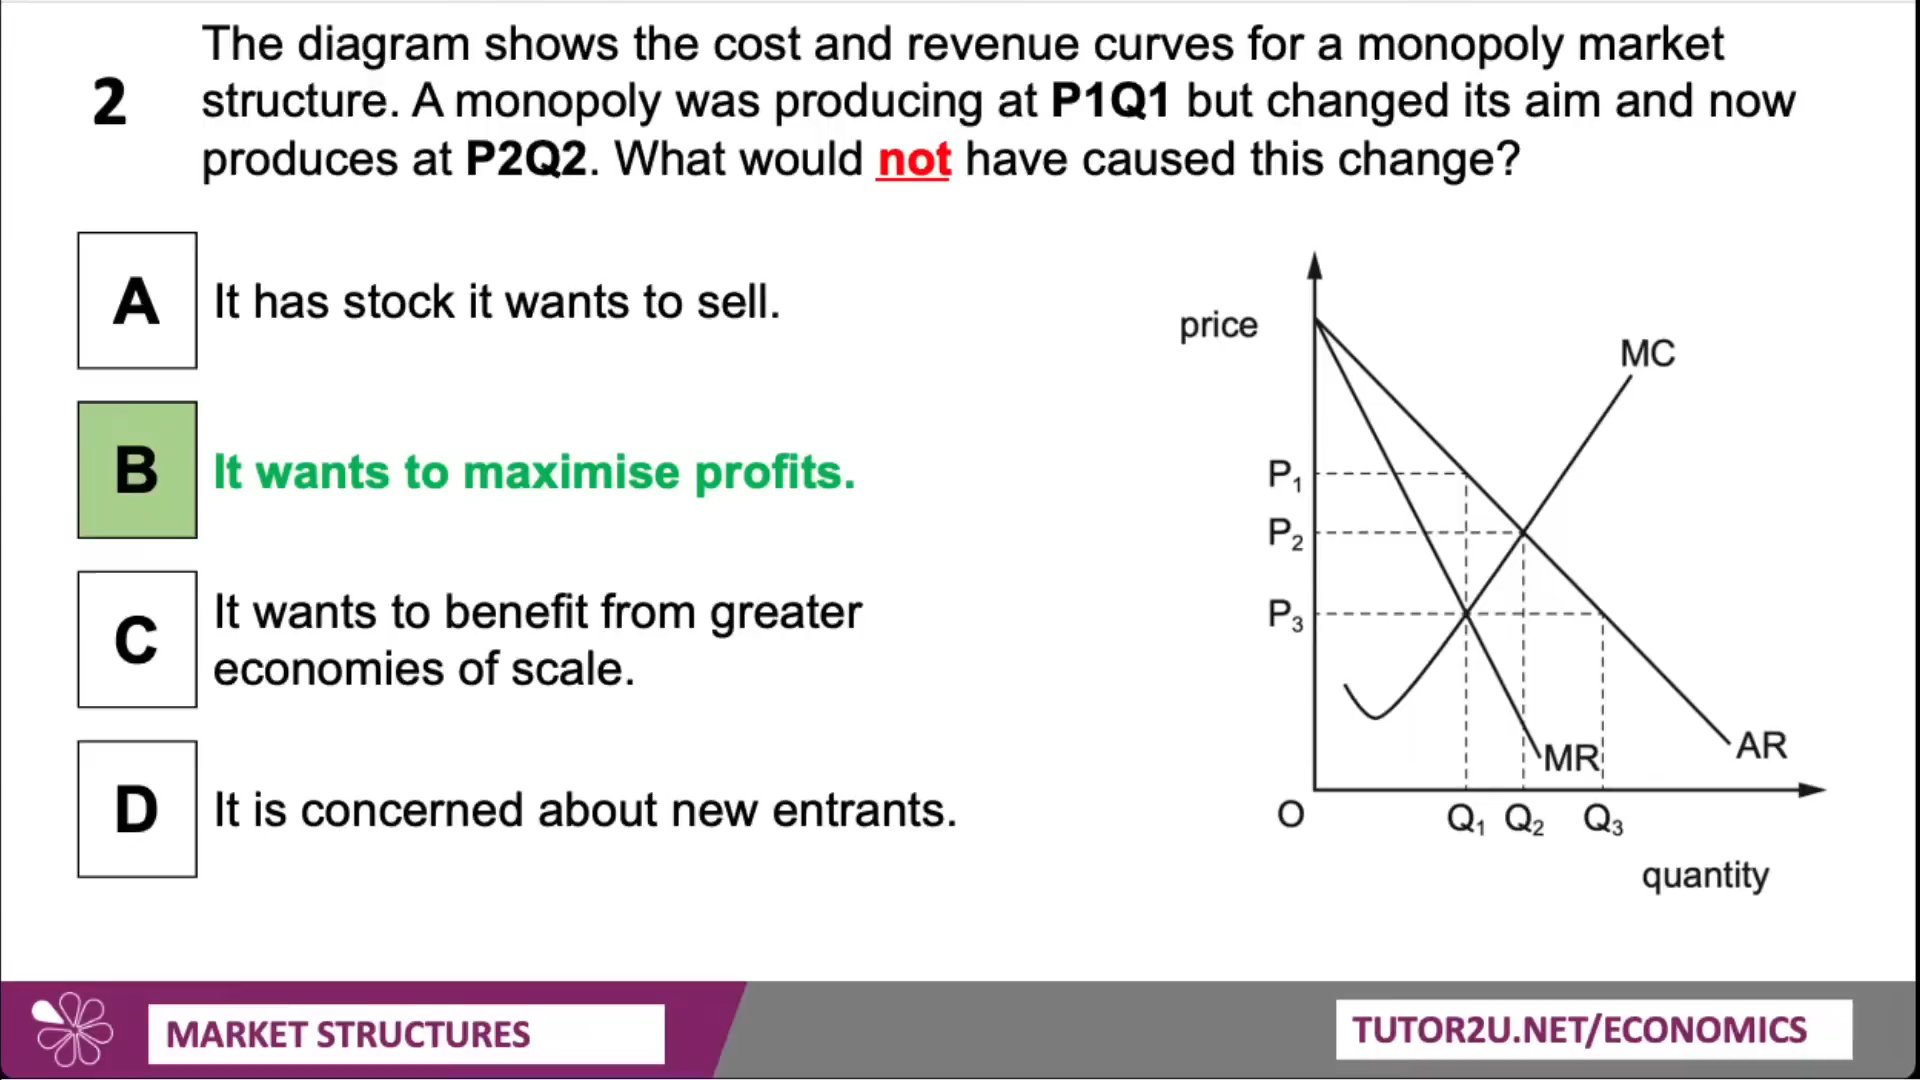 The diagram shows the cost and revenue curves for a monopoly market
2
structure. A monopoly was producing at P1Q1 but changed its aim and now
produces at P2Q2. What would not have caused this change?
A
It has stock it wants to sell.
B
It wants to maximise profits.
C
It wants to benefit from greater
economies of scale.
D
It is concerned about new entrants.
price
MC
P₁
P₂
P₃
MR
AR
O
Q₁ Q₂ Q₃
quantity
MARKET STRUCTURES
TUTOR2U.NET/ECONOMICS